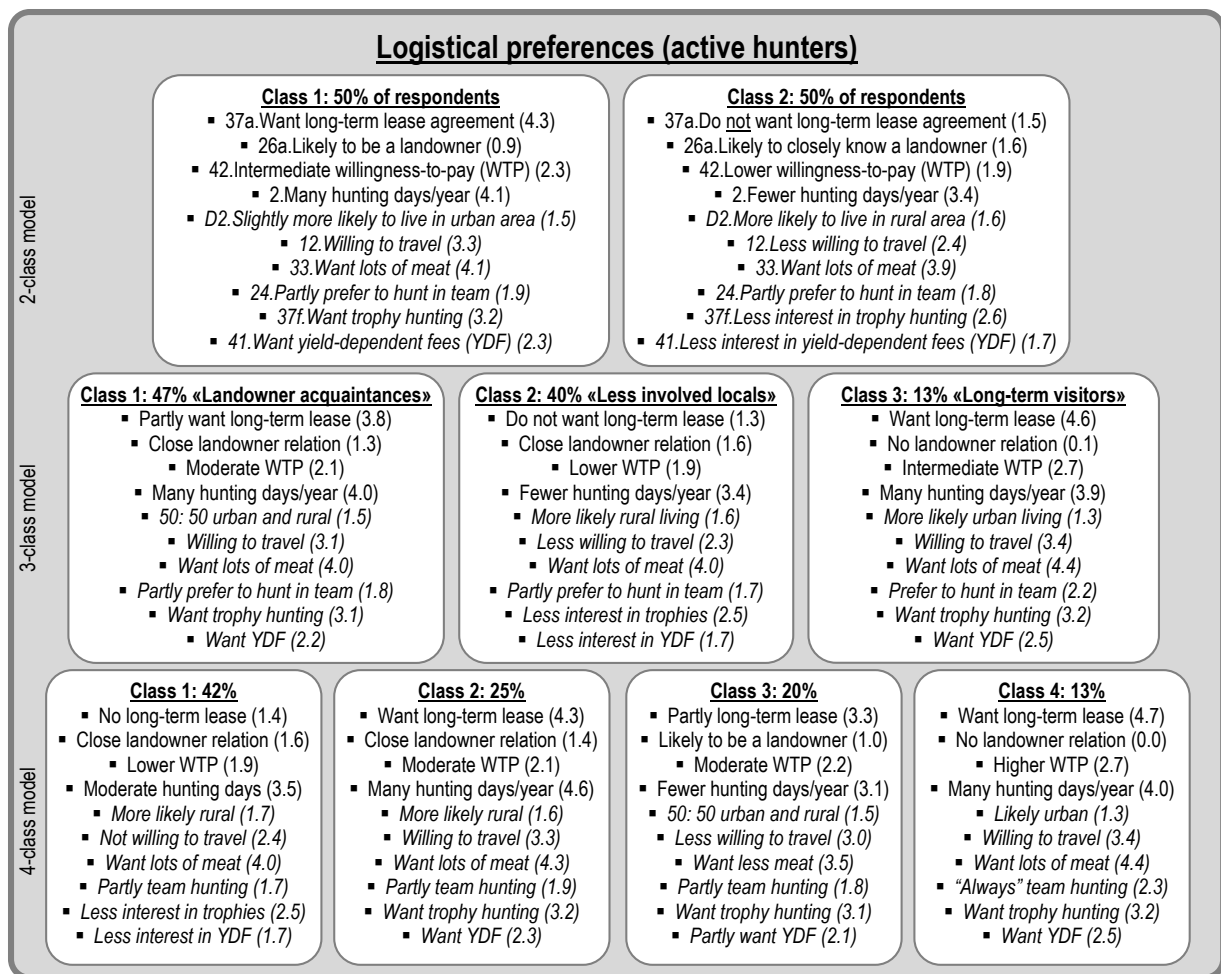 Logistical preferences (active hunters)
2-class model
Class 1: 50% of respondents
▪ 37a.Want long-term lease agreement (4.3)
▪ 26a.Likely to be a landowner (0.9)
▪ 42.Intermediate willingness-to-pay (WTP) (2.3)
▪ 2.Many hunting days/year (4.1)
▪ D2.Slightly more likely to live in urban area (1.5)
▪ 12.Willing to travel (3.3)
▪ 33.Want lots of meat (4.1)
▪ 24.Partly prefer to hunt in team (1.9)
▪ 37f.Want trophy hunting (3.2)
▪ 41.Want yield-dependent fees (YDF) (2.3)
Class 2: 50% of respondents
▪ 37a.Do not want long-term lease agreement (1.5)
▪ 26a.Likely to closely know a landowner (1.6)
▪ 42.Lower willingness-to-pay (WTP) (1.9)
▪ 2.Fewer hunting days/year (3.4)
▪ D2.More likely to live in rural area (1.6)
▪ 12.Less willing to travel (2.4)
▪ 33.Want lots of meat (3.9)
▪ 24.Partly prefer to hunt in team (1.8)
▪ 37f.Less interest in trophy hunting (2.6)
▪ 41.Less interest in yield-dependent fees (YDF) (1.7)
3-class model
Class 1: 47% «Landowner acquaintances»
▪ Partly want long-term lease (3.8)
▪ Close landowner relation (1.3)
▪ Moderate WTP (2.1)
▪ Many hunting days/year (4.0)
▪ 50: 50 urban and rural (1.5)
▪ Willing to travel (3.1)
▪ Want lots of meat (4.0)
▪ Partly prefer to hunt in team (1.8)
▪ Want trophy hunting (3.1)
▪ Want YDF (2.2)
Class 2: 40% «Less involved locals»
▪ Do not want long-term lease (1.3)
▪ Close landowner relation (1.6)
▪ Lower WTP (1.9)
▪ Fewer hunting days/year (3.4)
▪ More likely rural living (1.6)
▪ Less willing to travel (2.3)
▪ Want lots of meat (4.0)
▪ Partly prefer to hunt in team (1.7)
▪ Less interest in trophies (2.5)
▪ Less interest in YDF (1.7)
Class 3: 13% «Long-term visitors»
▪ Want long-term lease (4.6)
▪ No landowner relation (0.1)
▪ Intermediate WTP (2.7)
▪ Many hunting days/year (3.9)
▪ More likely urban living (1.3)
▪ Willing to travel (3.4)
▪ Want lots of meat (4.4)
▪ Prefer to hunt in team (2.2)
▪ Want trophy hunting (3.2)
▪ Want YDF (2.5)
4-class model
Class 1: 42%
▪ No long-term lease (1.4)
▪ Close landowner relation (1.6)
▪ Lower WTP (1.9)
▪ Moderate hunting days (3.5)
▪ More likely rural (1.7)
▪ Not willing to travel (2.4)
▪ Want lots of meat (4.0)
▪ Partly team hunting (1.7)
▪ Less interest in trophies (2.5)
▪ Less interest in YDF (1.7)
Class 2: 25%
▪ Want long-term lease (4.3)
▪ Close landowner relation (1.4)
▪ Moderate WTP (2.1)
▪ Many hunting days/year (4.6)
▪ More likely rural (1.6)
▪ Willing to travel (3.3)
▪ Want lots of meat (4.3)
▪ Partly team hunting (1.9)
▪ Want trophy hunting (3.2)
▪ Want YDF (2.3)
Class 3: 20%
▪ Partly long-term lease (3.3)
▪ Likely to be a landowner (1.0)
▪ Moderate WTP (2.2)
▪ Fewer hunting days/year (3.1)
▪ 50: 50 urban and rural (1.5)
▪ Less willing to travel (3.0)
▪ Want less meat (3.5)
▪ Partly team hunting (1.8)
▪ Want trophy hunting (3.1)
▪ Partly want YDF (2.1)
Class 4: 13%
▪ Want long-term lease (4.7)
▪ No landowner relation (0.0)
▪ Higher WTP (2.7)
▪ Many hunting days/year (4.0)
▪ Likely urban (1.3)
▪ Willing to travel (3.4)
▪ Want lots of meat (4.4)
▪ “Always” team hunting (2.3)
▪ Want trophy hunting (3.2)
▪ Want YDF (2.5)